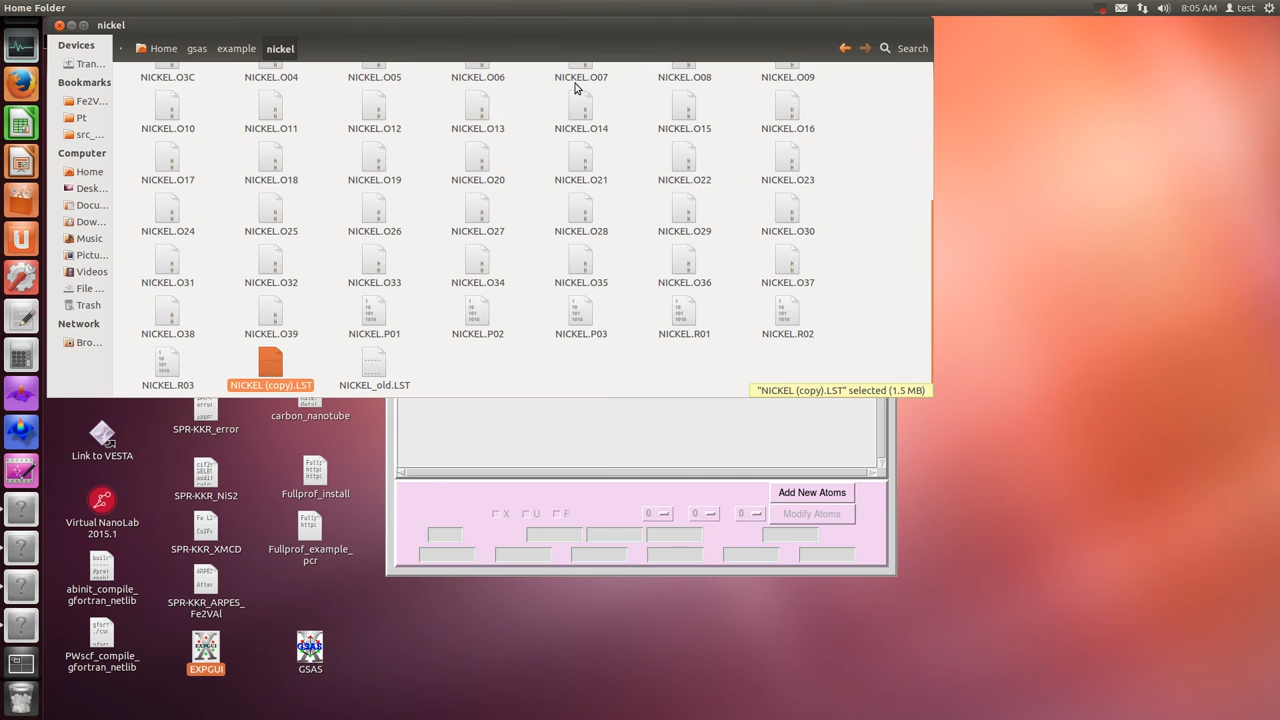 Home Folder
8:05 AM
test
nickel
Devices
Tran...
Bookmarks
Fe2V...
Pt
src_...
Computer
Home
Desk...
Docu...
Dow...
Music
Pictu...
Videos
File ...
Trash
Network
Bro...
Home
gsas
example
nickel
Search
NICKEL.O3C
NICKEL.O04
NICKEL.O05
NICKEL.O06
NICKEL.O07
NICKEL.O08
NICKEL.O09
NICKEL.O10
NICKEL.O11
NICKEL.O12
NICKEL.O13
NICKEL.O14
NICKEL.O15
NICKEL.O16
NICKEL.O17
NICKEL.O18
NICKEL.O19
NICKEL.O20
NICKEL.O21
NICKEL.O22
NICKEL.O23
NICKEL.O24
NICKEL.O25
NICKEL.O26
NICKEL.O27
NICKEL.O28
NICKEL.O29
NICKEL.O30
NICKEL.O31
NICKEL.O32
NICKEL.O33
NICKEL.O34
NICKEL.O35
NICKEL.O36
NICKEL.O37
NICKEL.O38
NICKEL.O39
NICKEL.P01
NICKEL.P02
NICKEL.P03
NICKEL.R01
NICKEL.R02
NICKEL.R03
NICKEL (copy).LST
NICKEL_old.LST
"NICKEL (copy).LST" selected (1.5 MB)
Add New Atoms
X
U
F
0
0
0
Modify Atoms
Link to VESTA
Virtual NanoLab
2015.1
abinit_compile_
gfortran_netlib
PWscf_compile_
gfortran_netlib
SPR-KKR_error
SPR-KKR_NiS2
SPR-KKR_XMCD
SPR-KKR_ARPES_
Fe2VAl
EXPGUI
carbon_nanotube
Fullprof_install
Fullprof_example_
pcr
GSAS